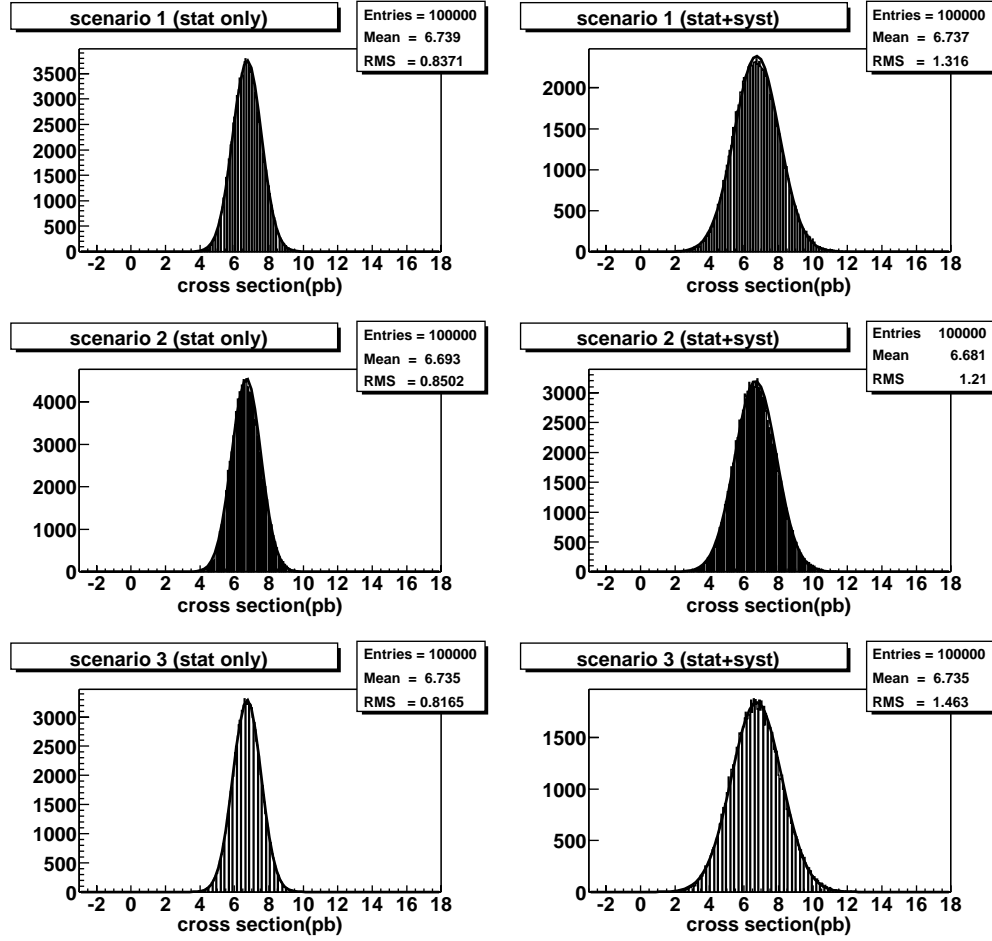 scenario 1 (stat only)
Entries = 100000
Mean = 6.739
RMS = 0.8371
3500
3000
2500
2000
1500
1000
500
0
-2 0 2 4 6 8 10 12 14 16 18
cross section(pb)
scenario 1 (stat+syst)
Entries = 100000
Mean = 6.737
RMS = 1.316
2000
1500
1000
500
0
-2 0 2 4 6 8 10 12 14 16 18
cross section(pb)
scenario 2 (stat only)
Entries = 100000
Mean = 6.693
RMS = 0.8502
4000
3000
2000
1000
0
-2 0 2 4 6 8 10 12 14 16 18
cross section(pb)
scenario 2 (stat+syst)
Entries 100000
Mean 6.681
RMS 1.21
3000
2500
2000
1500
1000
500
0
-2 0 2 4 6 8 10 12 14 16 18
cross section(pb)
scenario 3 (stat only)
Entries = 100000
Mean = 6.735
RMS = 0.8165
3000
2500
2000
1500
1000
500
0
-2 0 2 4 6 8 10 12 14 16 18
cross section(pb)
scenario 3 (stat+syst)
Entries = 100000
Mean = 6.735
RMS = 1.463
1500
1000
500
0
-2 0 2 4 6 8 10 12 14 16 18
cross section(pb)